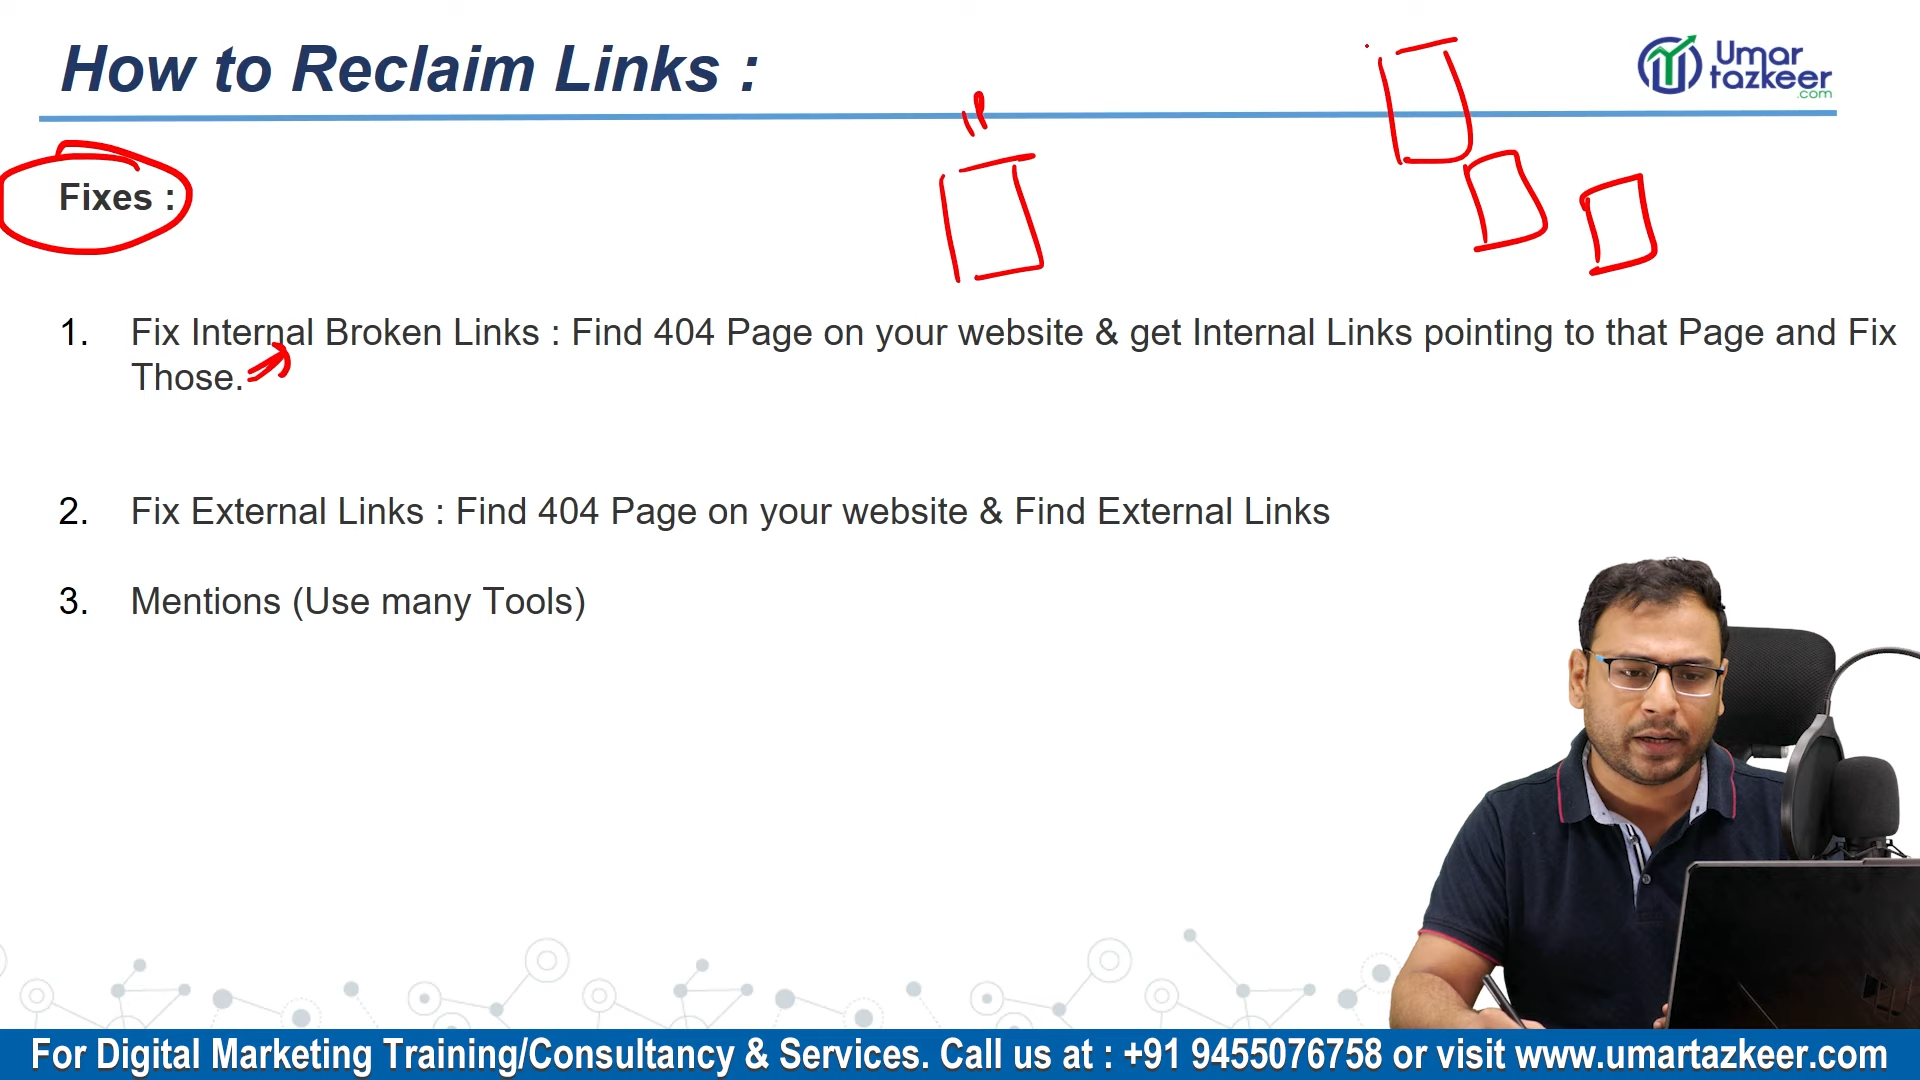 How to Reclaim Links :
Umar
tazkeer
.com
Fixes :
1. Fix Internal Broken Links : Find 404 Page on your website & get Internal Links pointing to that Page and Fix
Those.
2. Fix External Links : Find 404 Page on your website & Find External Links
3. Mentions (Use many Tools)
For Digital Marketing Training/Consultancy & Services. Call us at : +91 9455076758 or visit www.umartazkeer.com